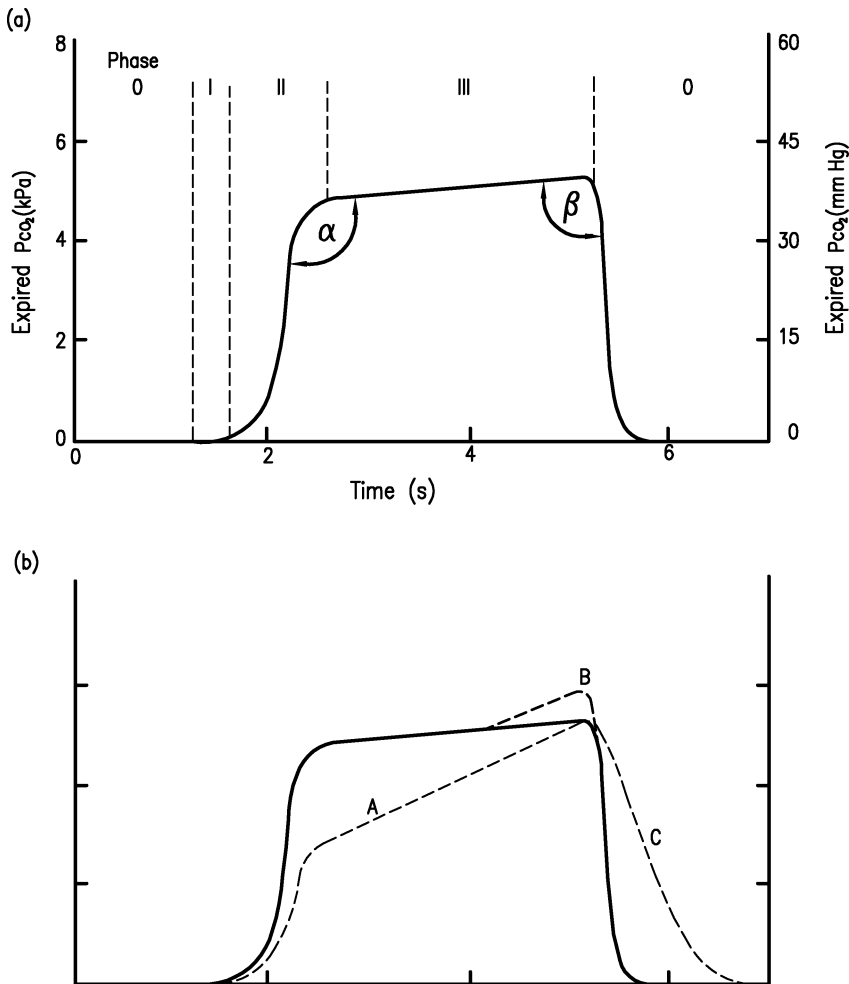 (a)
8
6
4
2
0
Expired Pco₂(kPa)
Phase
0 I II III 0
α
β
60
45
30
15
0
Expired Pco₂(mm Hg)
0 2 4 6
Time (s)
(b)
A
B
C